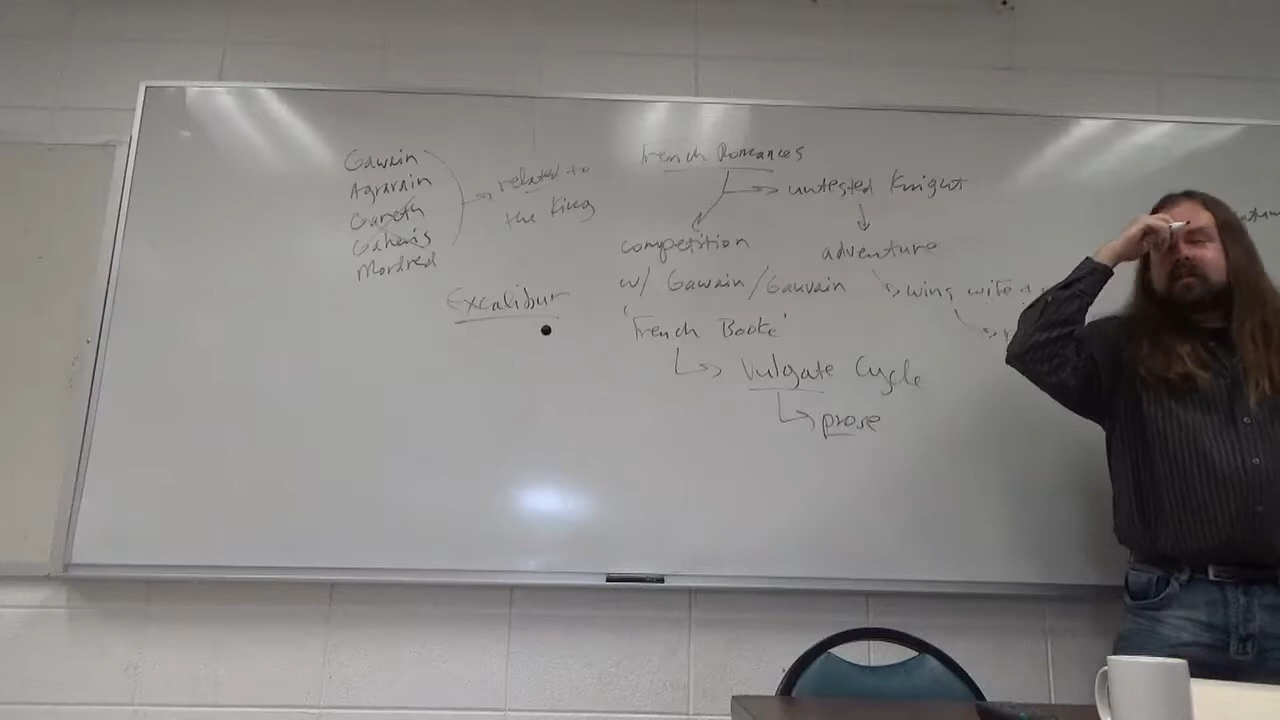 Gawain
Agravain
Gareth
Gaheris
Mordred
related to
the King
Excalibur
French Romances
untested Knight
competition
w/ Gawain/Gauvain
adventure
wins wife
'French Booke'
Vulgate Cycle
prose